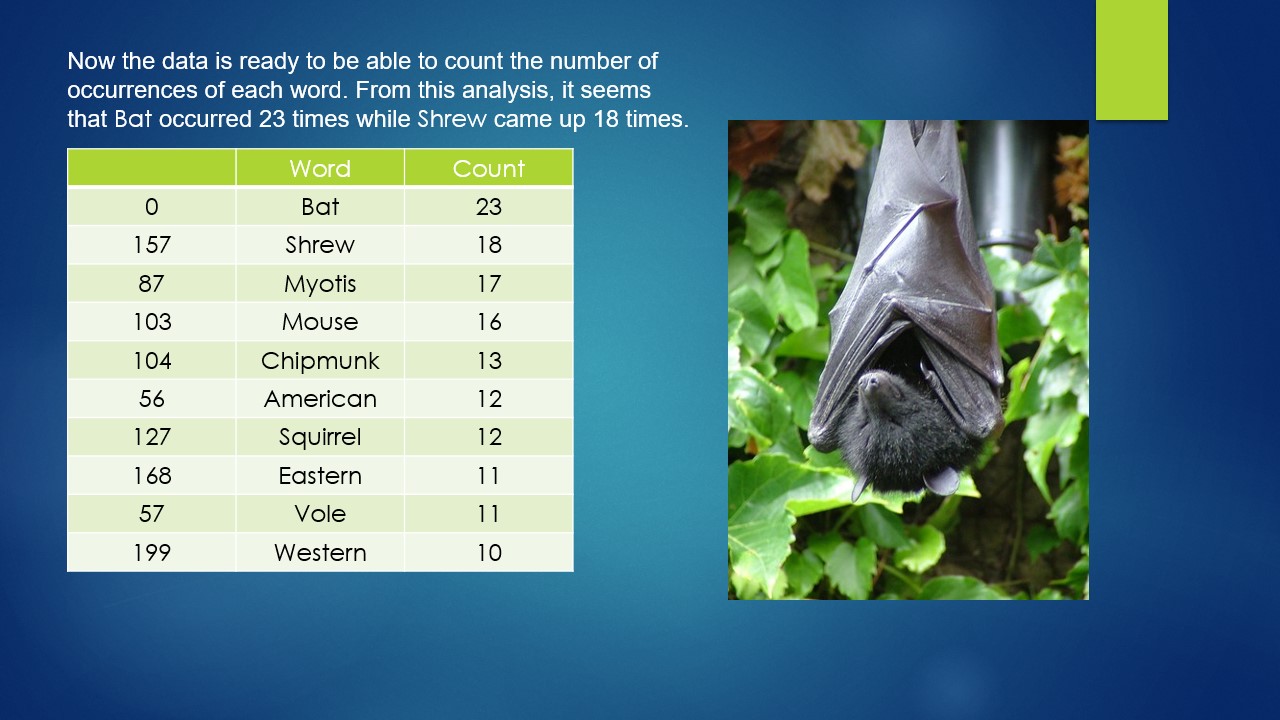 Now the data is ready to be able to count the number of
occurrences of each word. From this analysis, it seems
that Bat occurred 23 times while Shrew came up 18 times.
Word Count
0 Bat 23
157 Shrew 18
87 Myotis 17
103 Mouse 16
104 Chipmunk 13
56 American 12
127 Squirrel 12
168 Eastern 11
57 Vole 11
199 Western 10